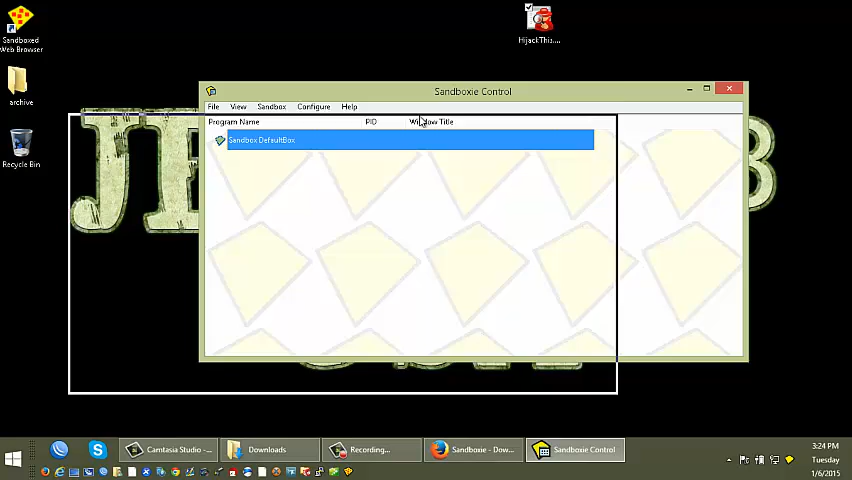 Sandboxed
Web Browser
HijackThis....
archive
Recycle Bin
Sandboxie Control
File View Sandbox Configure Help
Program Name PID Window Title
Sandbox DefaultBox
Camtasia Studio -...
Downloads
Recording...
Sandboxie - Dow...
Sandboxie Control
3:24 PM
Tuesday
1/6/2015